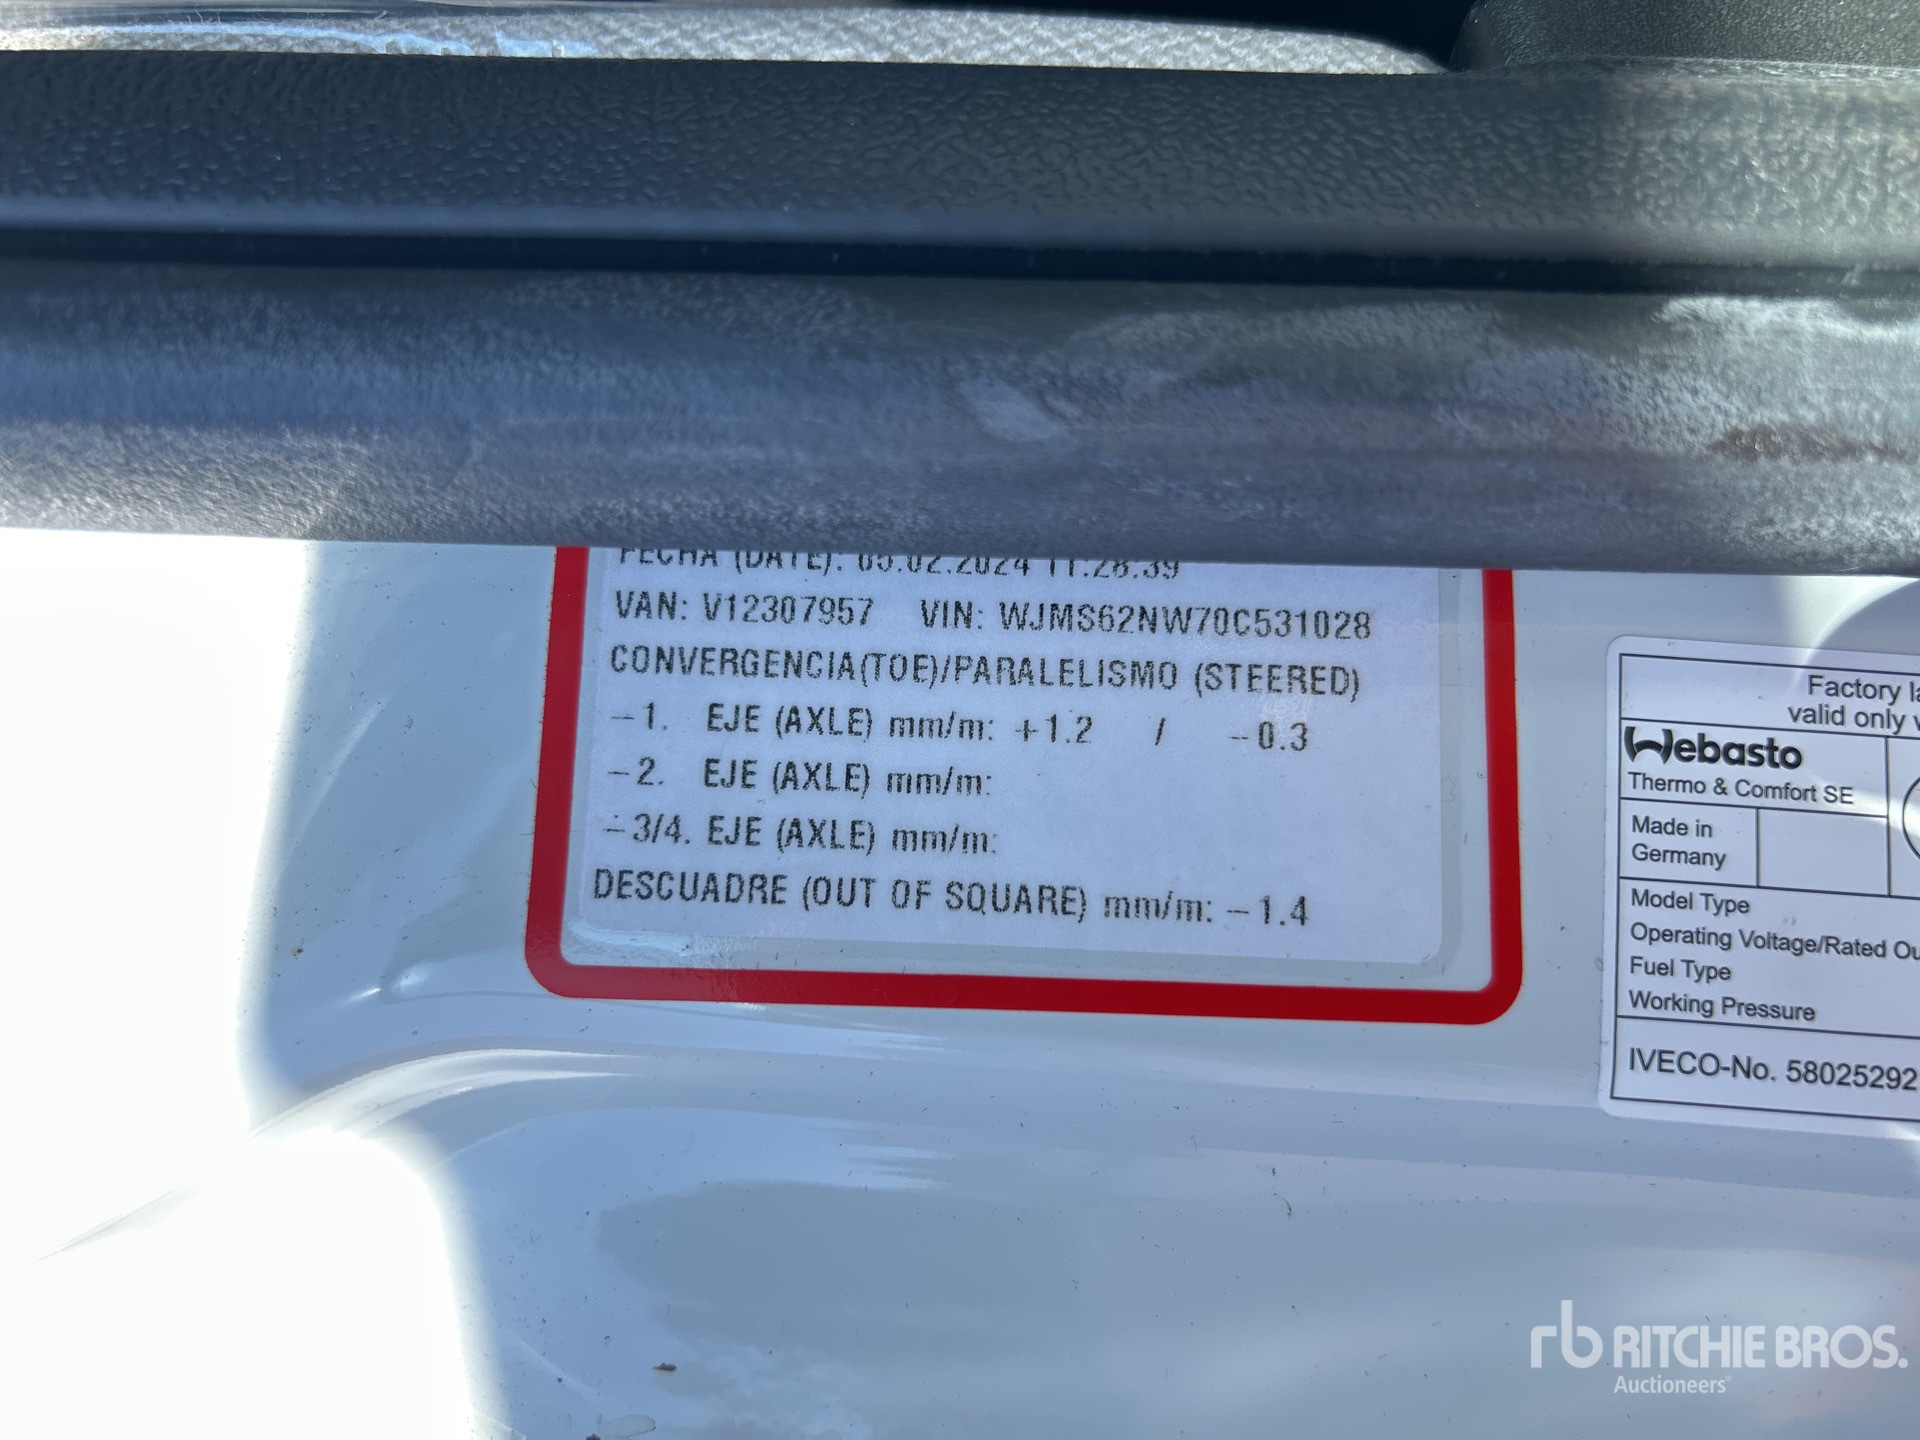 FECHA (DATE): 05.02.2024 11:28:39
VAN: V12307957 VIN: WJMS62NW70C531028
CONVERGENCIA(TOE)/PARALELISMO (STEERED)
-1. EJE (AXLE) mm/m: +1.2 / -0.3
-2. EJE (AXLE) mm/m:
-3/4. EJE (AXLE) mm/m:
DESCUADRE (OUT OF SQUARE) mm/m: -1.4
Factory
valid only
Webasto
Thermo & Comfort SE
Made in
Germany
Model Type
Operating Voltage/Rated
Fuel Type
Working Pressure
IVECO-No. 58025292
rb RITCHIE BROS.
Auctioneers